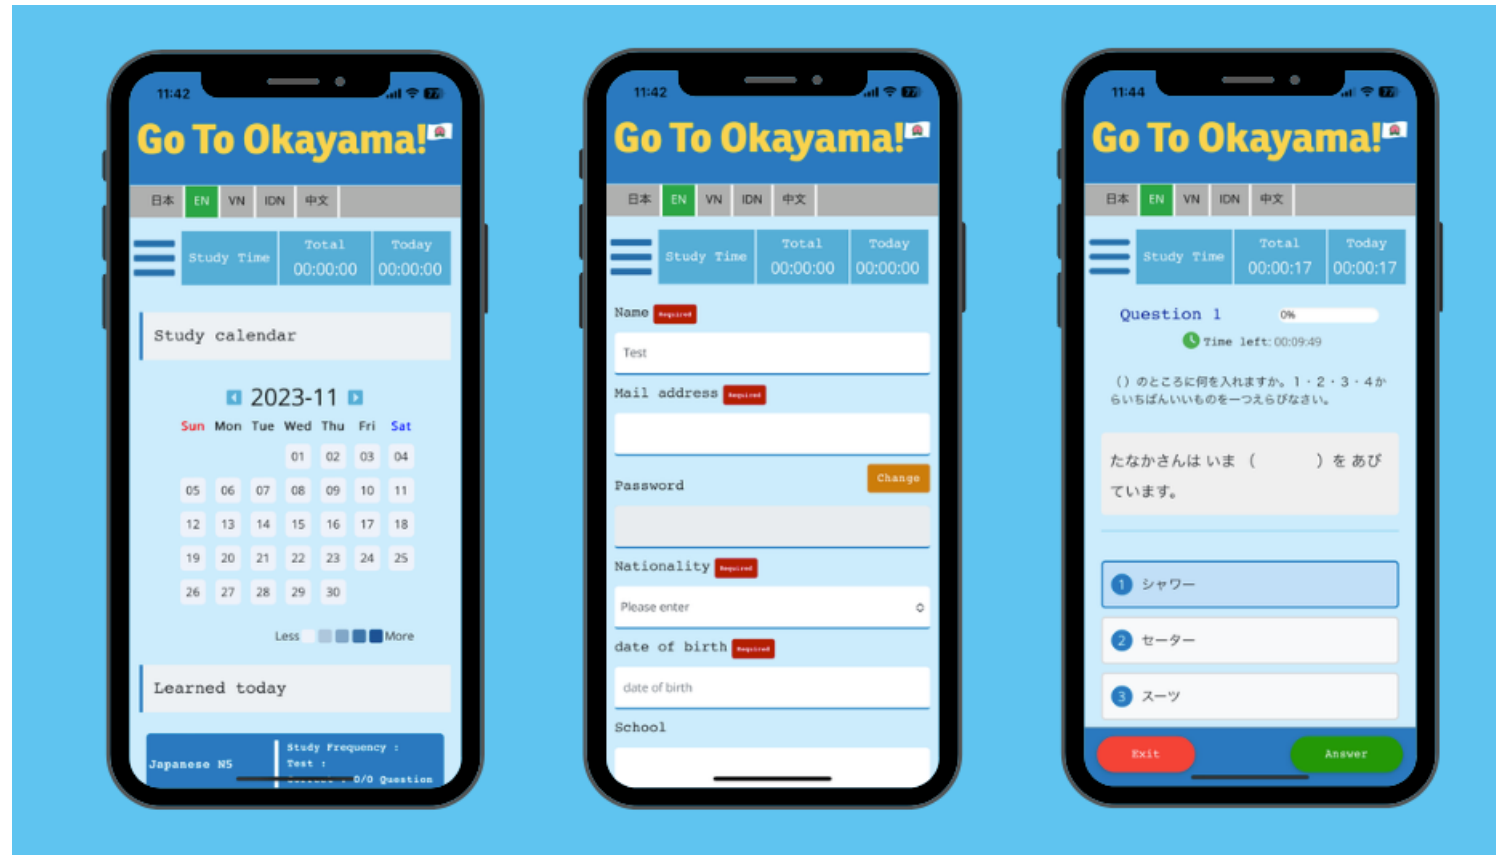 11:42
Go To Okayama!
日本 EN VN IDN 中文
Study Time
Total
00:00:00
Today
00:00:00
Study calendar
2023-11
Sun Mon Tue Wed Thu Fri Sat
01 02 03 04
05 06 07 08 09 10 11
12 13 14 15 16 17 18
19 20 21 22 23 24 25
26 27 28 29 30
Less More
Learned today
Japanese N5
Study Frequency :
Test :
0/0 Question
11:42
Go To Okayama!
日本 EN VN IDN 中文
Study Time
Total
00:00:00
Today
00:00:00
Name Required
Test
Mail address Required
Password
Change
Nationality Required
Please enter
date of birth Required
date of birth
School
11:44
Go To Okayama!
日本 EN VN IDN 中文
Study Time
Total
00:00:17
Today
00:00:17
Question 1
0%
Time left: 00:09:49
（）のところに何を入れますか。1・2・3・4か
らいちばんいいものを一つえらびなさい。
たなかさんは いま （　　　）を あび
ています。
1 シャワー
2 セーター
3 スーツ
Exit
Answer